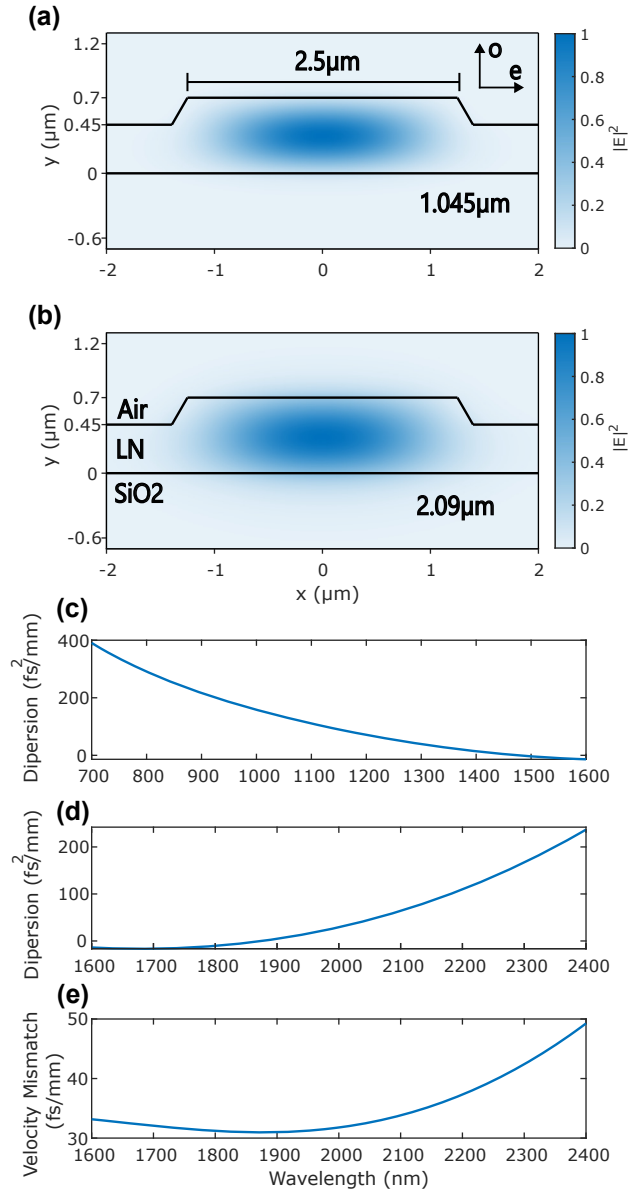 (a)
1.2
0.7
0.45
0
-0.6
y (µm)
2.5µm
o
e
1.045µm
-2
-1
0
1
2
1
0.8
0.6
0.4
0.2
0
|E|²
(b)
1.2
0.7
0.45
0
-0.6
y (µm)
Air
LN
SiO2
2.09µm
-2
-1
0
1
2
x (µm)
1
0.8
0.6
0.4
0.2
0
|E|²
(c)
Dipersion (fs²/mm)
400
200
0
700 800 900 1000 1100 1200 1300 1400 1500 1600
(d)
Dipersion (fs²/mm)
200
100
0
1600 1700 1800 1900 2000 2100 2200 2300 2400
(e)
Velocity Mismatch
(fs/mm)
50
40
30
1600 1700 1800 1900 2000 2100 2200 2300 2400
Wavelength (nm)